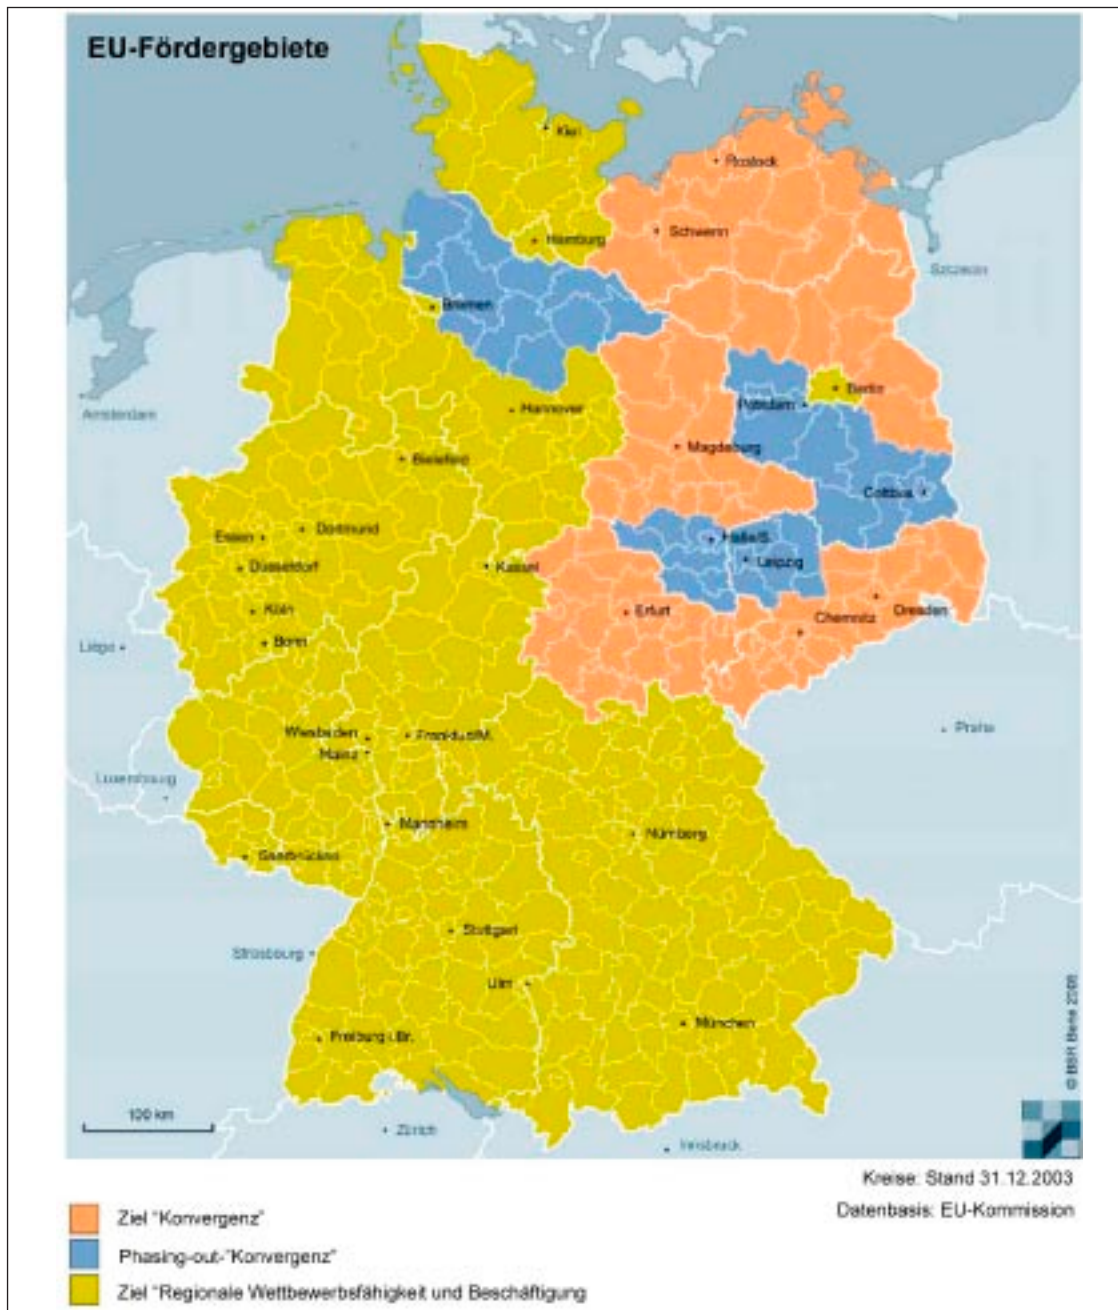 EU-Fördergebiete
Kiel
Rostock
Hamburg
Schwerin
Szczecin
Bremen
Berlin
Amsterdam
Hannover
Potsdam
Bielefeld
Magdeburg
Cottbus
Essen
Dortmund
Halle/S.
Düsseldorf
Kassel
Leipzig
Köln
Erfurt
Dresden
Chemnitz
Bonn
Liège
Wiesbaden
Frankfurt/M.
Praha
Mainz
Luxembourg
Mannheim
Nürnberg
Saarbrücken
Stuttgart
Strasbourg
Ulm
München
Freiburg i.Br.
100 km
Zürich
Innsbruck
Kreise: Stand 31.12.2003
Datenbasis: EU-Kommission
Ziel "Konvergenz"
Phasing-out-"Konvergenz"
Ziel "Regionale Wettbewerbsfähigkeit und Beschäftigung